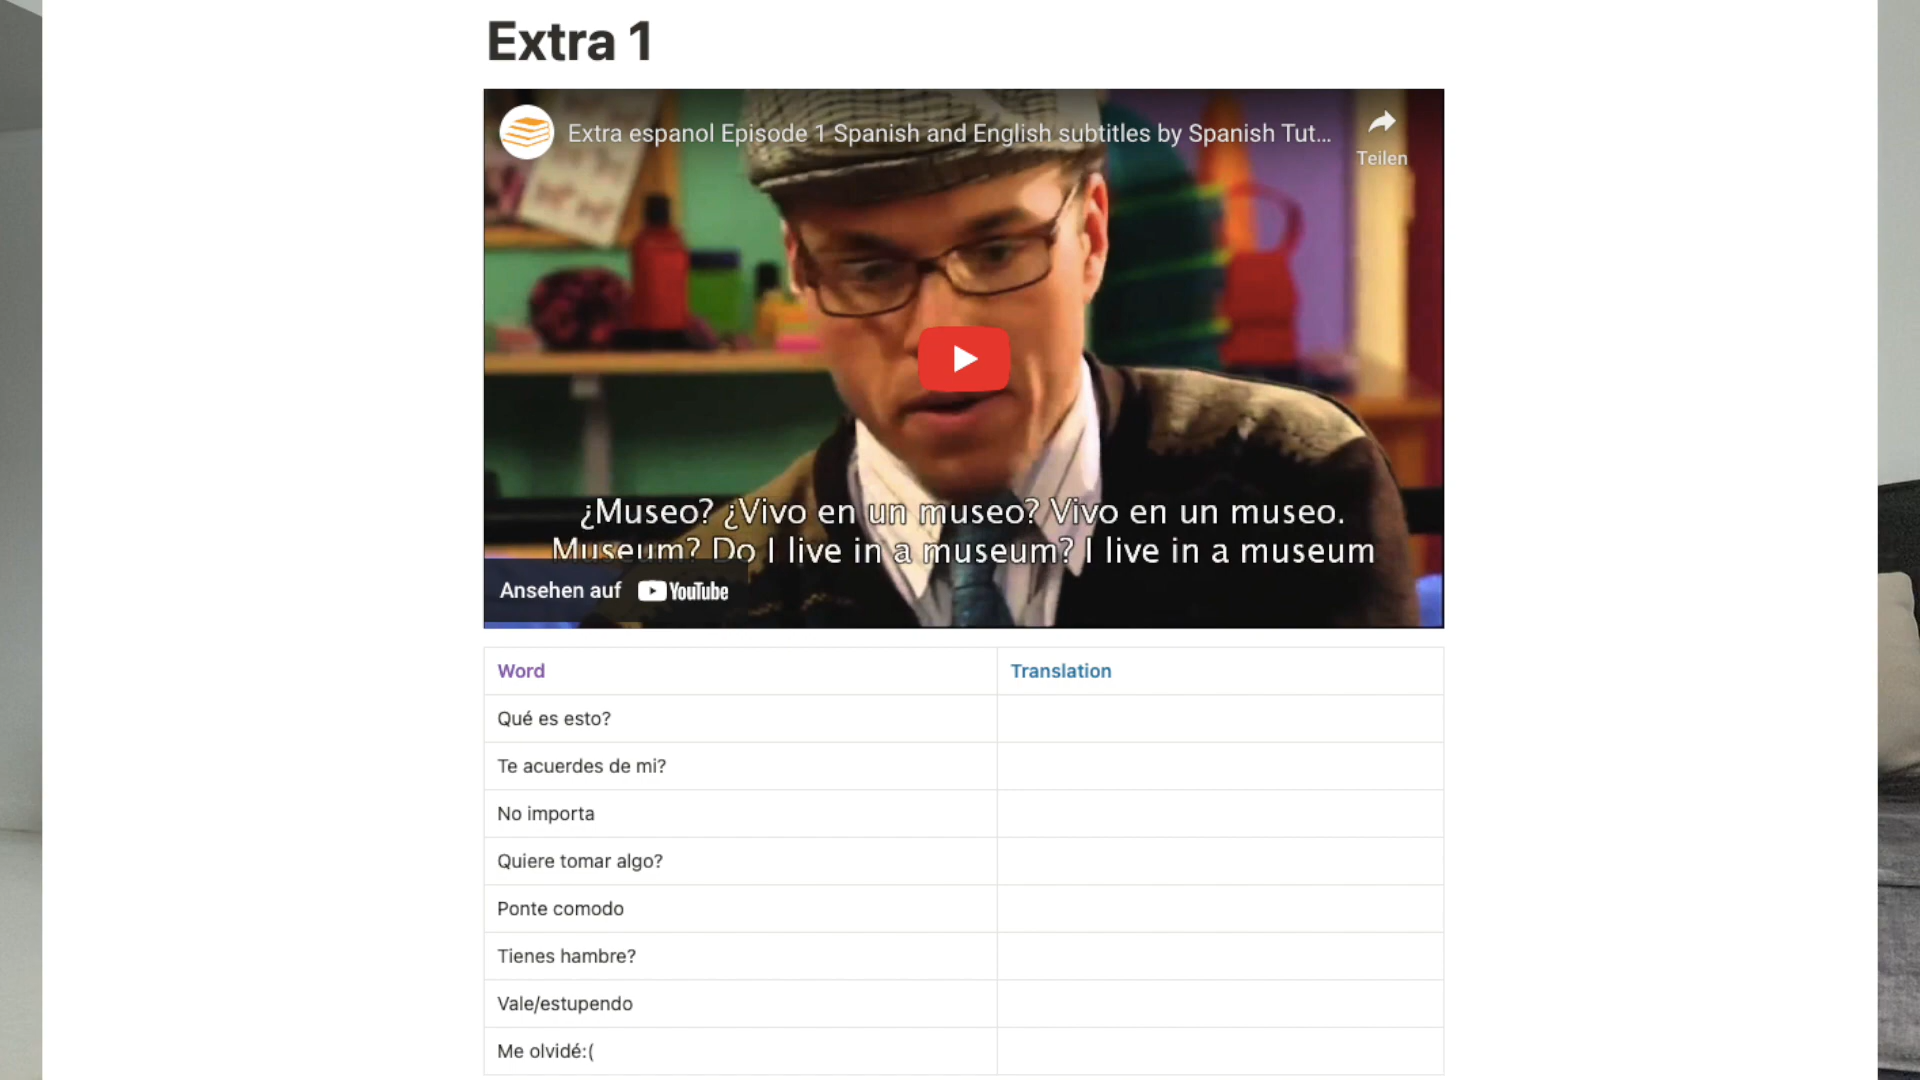 Extra 1
Extra espanol Episode 1 Spanish and English subtitles by Spanish Tut...
Teilen
¿Museo? ¿Vivo en un museo? Vivo en un museo.
Museum? Do I live in a museum? I live in a museum
Ansehen auf YouTube
Word Translation
Qué es esto?
Te acuerdes de mi?
No importa
Quiere tomar algo?
Ponte comodo
Tienes hambre?
Vale/estupendo
Me olvidé:(